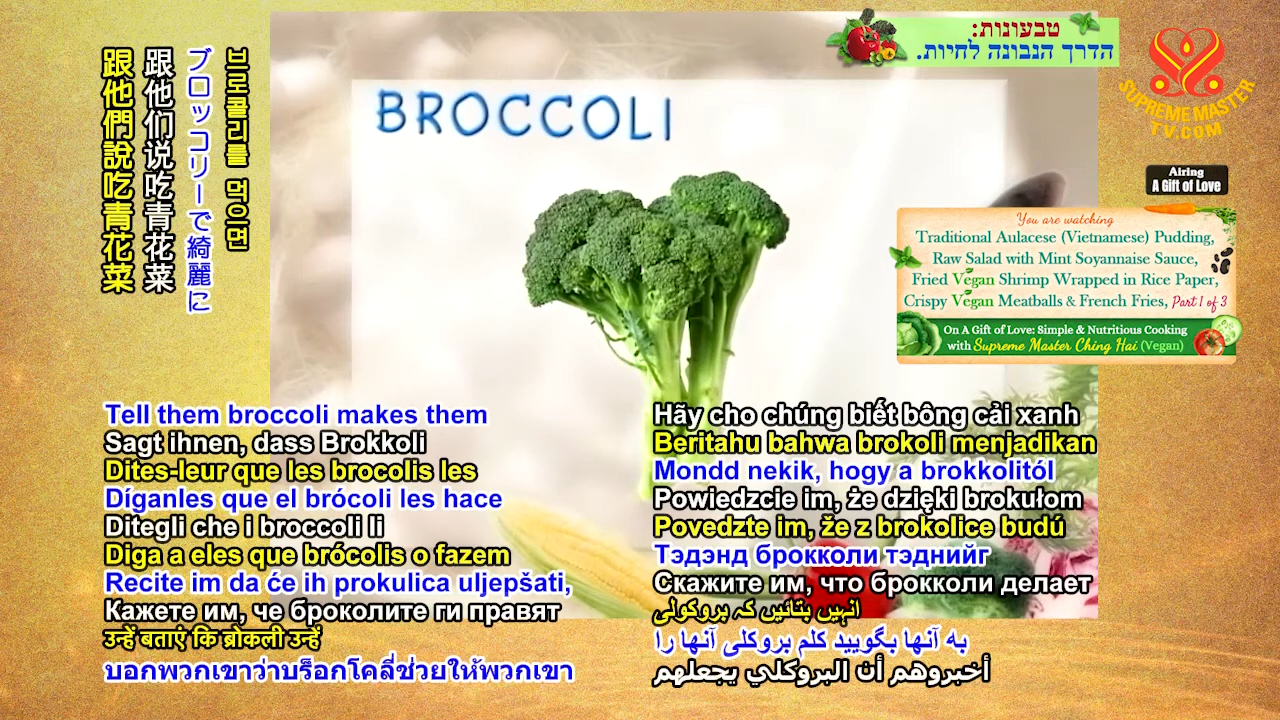 跟他們說吃青花菜
跟他们说吃青花菜
ブロッコリーで綺麗に
브로콜리를 먹으면
BROCCOLI
טבעונות:
הדרך הנבונה לחיות.
SUPREME MASTER
TV.COM
Airing
A Gift of Love
You are watching
Traditional Aulacese (Vietnamese) Pudding,
Raw Salad with Mint Soyannaise Sauce,
Fried Vegan Shrimp Wrapped in Rice Paper,
Crispy Vegan Meatballs & French Fries, Part 1 of 3
On A Gift of Love: Simple & Nutritious Cooking
with Supreme Master Ching Hai (Vegan)
Tell them broccoli makes them
Sagt ihnen, dass Brokkoli
Dites-leur que les brocolis les
Díganles que el brócoli les hace
Ditegli che i broccoli li
Diga a eles que brócolis o fazem
Recite im da će ih prokulica uljepšati,
Кажете им, че броколите ги правят
उन्हें बताएं कि ब्रोकली उन्हें
บอกพวกเขาว่าบร็อกโคลี่ช่วยให้พวกเขา
Hãy cho chúng biết bông cải xanh
Beritahu bahwa brokoli menjadikan
Mondd nekik, hogy a brokkolitól
Powiedzcie im, że dzięki brokułom
Povedzte im, že z brokolice budú
Тэдэнд брокколи тэднийг
Скажите им, что брокколи делает
انہیں بتائیں کہ بروکولی
به آنها بگویید کلم بروکلی آنها را
أخبروهم أن البروكلي يجعلهم